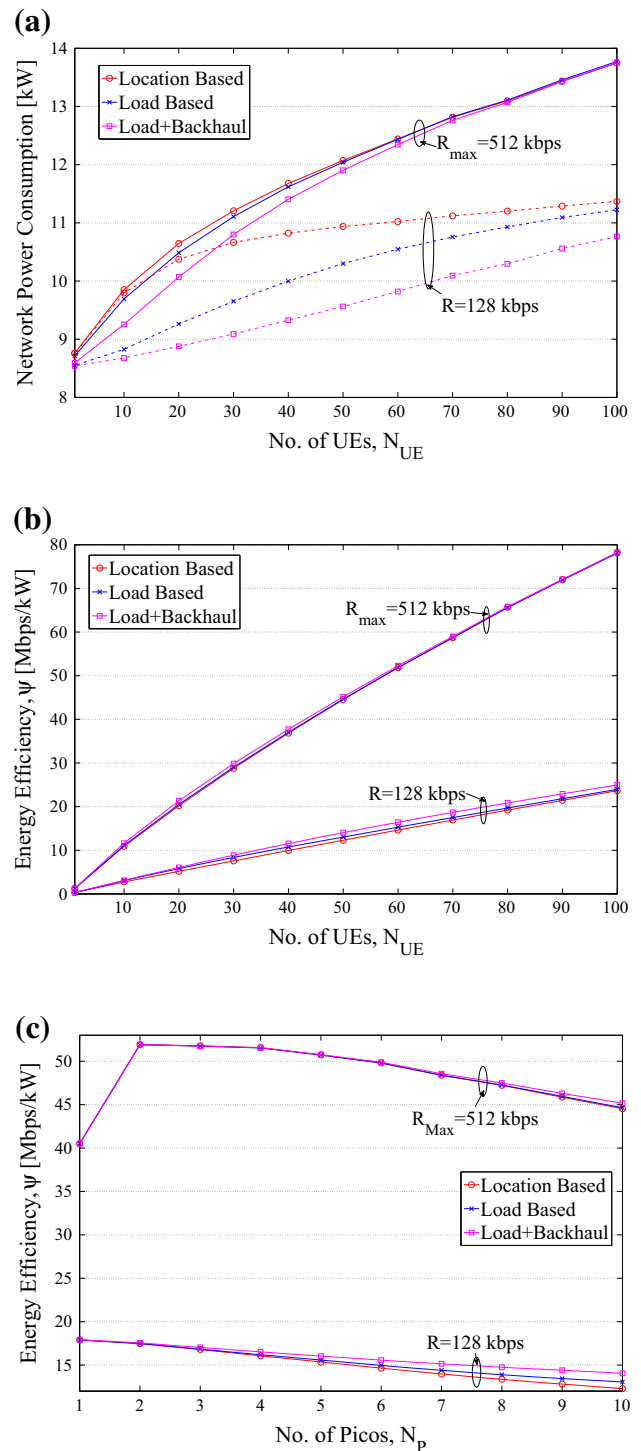 (a)
14
13
12
11
10
9
8
Network Power Consumption [kW]
Location Based
Load Based
Load+Backhaul
R_max=512 kbps
R=128 kbps
10 20 30 40 50 60 70 80 90 100
No. of UEs, N_UE
(b)
80
70
60
50
40
30
20
10
0
Energy Efficiency, ψ [Mbps/kW]
Location Based
Load Based
Load+Backhaul
R_max=512 kbps
R=128 kbps
10 20 30 40 50 60 70 80 90 100
No. of UEs, N_UE
(c)
50
45
40
35
30
25
20
15
Energy Efficiency, ψ [Mbps/kW]
R_Max=512 kbps
Location Based
Load Based
Load+Backhaul
R=128 kbps
1 2 3 4 5 6 7 8 9 10
No. of Picos, N_P